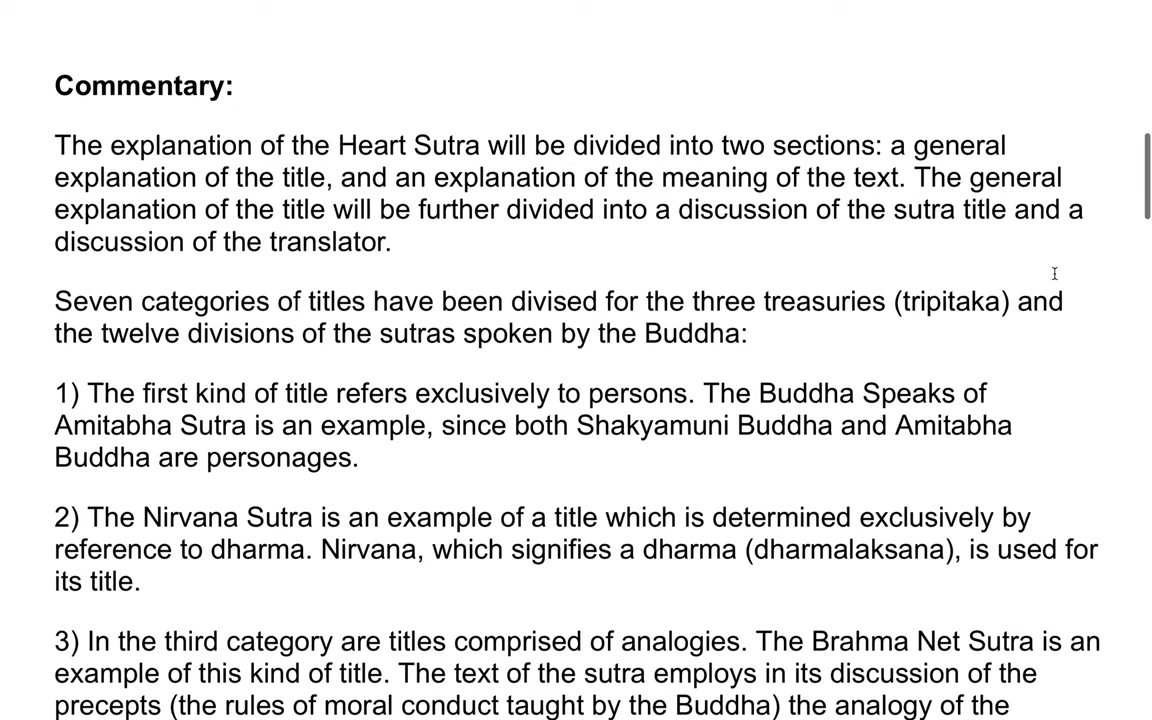 Commentary:
The explanation of the Heart Sutra will be divided into two sections: a general
explanation of the title, and an explanation of the meaning of the text. The general
explanation of the title will be further divided into a discussion of the sutra title and a
discussion of the translator.
Seven categories of titles have been divised for the three treasuries (tripitaka) and
the twelve divisions of the sutras spoken by the Buddha:
1) The first kind of title refers exclusively to persons. The Buddha Speaks of
Amitabha Sutra is an example, since both Shakyamuni Buddha and Amitabha
Buddha are personages.
2) The Nirvana Sutra is an example of a title which is determined exclusively by
reference to dharma. Nirvana, which signifies a dharma (dharmalaksana), is used for
its title.
3) In the third category are titles comprised of analogies. The Brahma Net Sutra is an
example of this kind of title. The text of the sutra employs in its discussion of the
precepts (the rules of moral conduct taught by the Buddha) the analogy of the